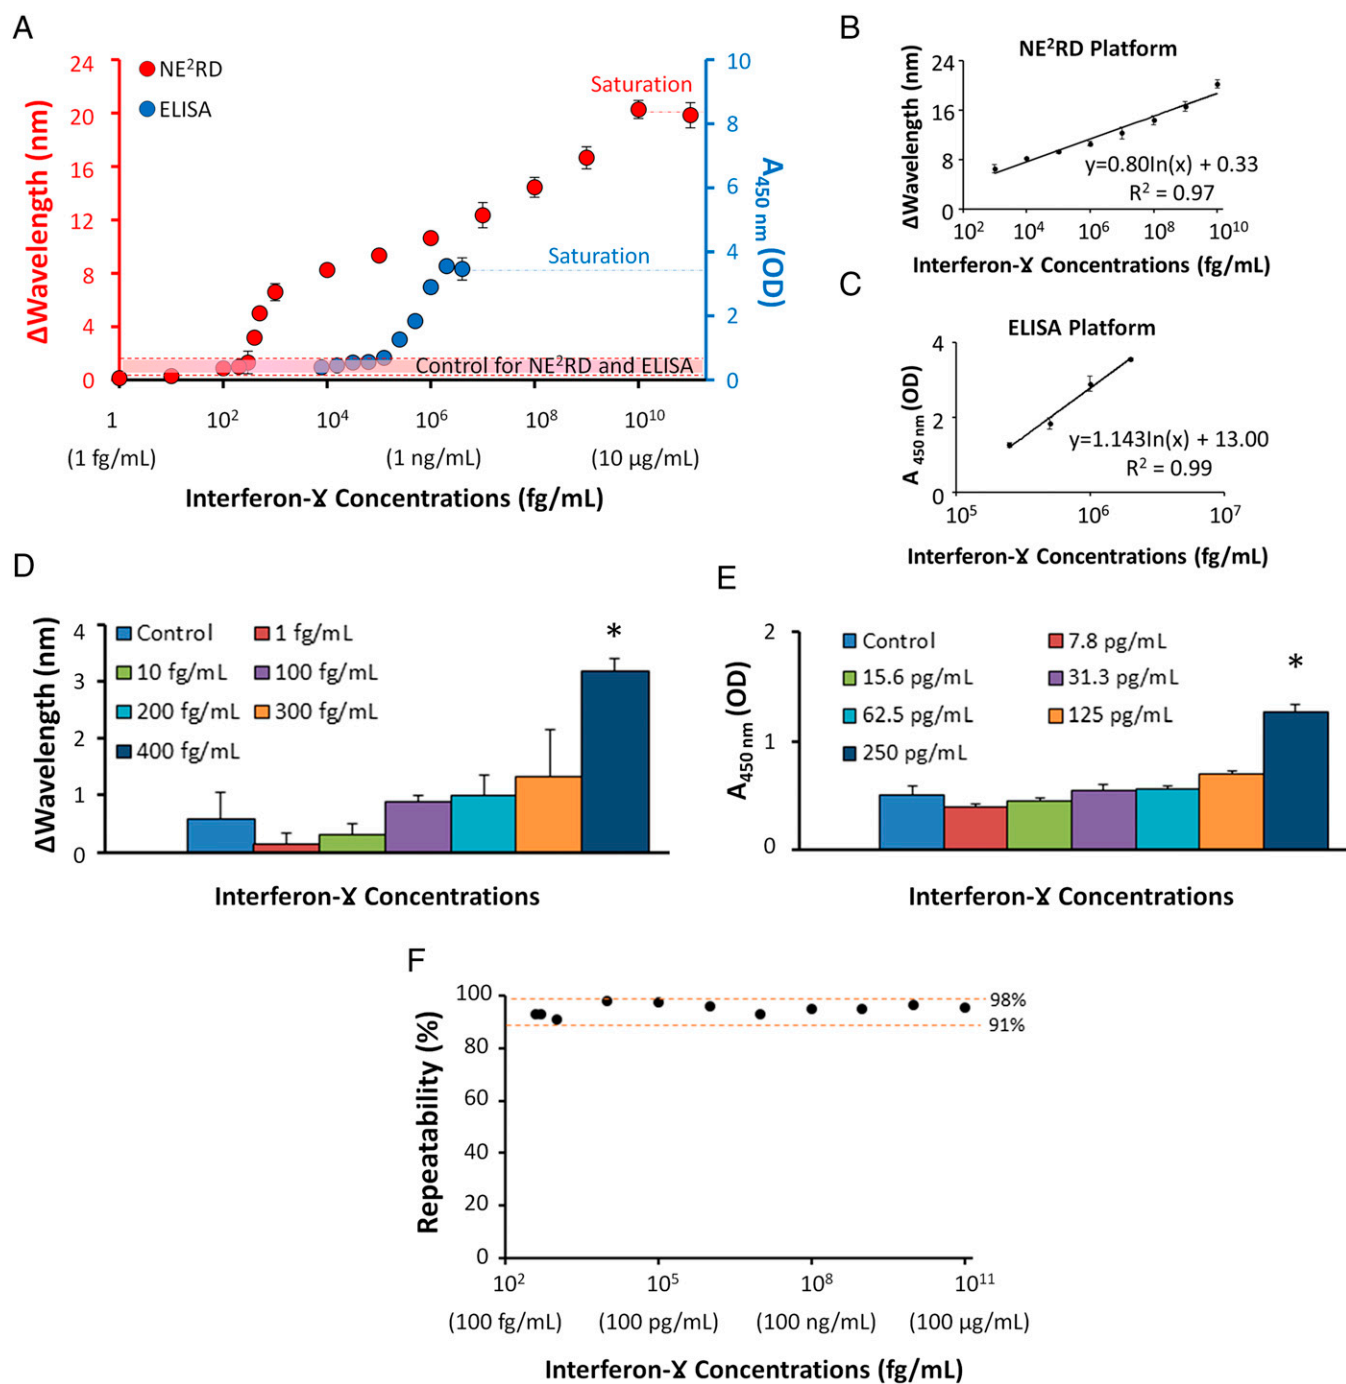 A
24
20
16
12
8
4
0
ΔWavelength (nm)
NE²RD
ELISA
Saturation
Saturation
Control for NE²RD and ELISA
10
8
6
4
2
0
A450 nm (OD)
1
10²
10⁴
10⁶
10⁸
10¹⁰
(1 fg/mL)
(1 ng/mL)
(10 µg/mL)
Interferon-Ɣ Concentrations (fg/mL)
B
NE²RD Platform
24
16
8
0
ΔWavelength (nm)
y=0.80ln(x) + 0.33
R² = 0.97
10²
10⁴
10⁶
10⁸
10¹⁰
Interferon-Ɣ Concentrations (fg/mL)
C
ELISA Platform
4
2
0
A 450 nm (OD)
y=1.143ln(x) + 13.00
R² = 0.99
10⁵
10⁶
10⁷
Interferon-Ɣ Concentrations (fg/mL)
D
4
3
2
1
0
ΔWavelength (nm)
Control
1 fg/mL
10 fg/mL
100 fg/mL
200 fg/mL
300 fg/mL
400 fg/mL
*
Interferon-Ɣ Concentrations
E
2
1
0
A450 nm (OD)
Control
7.8 pg/mL
15.6 pg/mL
31.3 pg/mL
62.5 pg/mL
125 pg/mL
250 pg/mL
*
Interferon-Ɣ Concentrations
F
100
80
60
40
20
0
Repeatability (%)
98%
91%
10²
10⁵
10⁸
10¹¹
(100 fg/mL)
(100 pg/mL)
(100 ng/mL)
(100 µg/mL)
Interferon-Ɣ Concentrations (fg/mL)